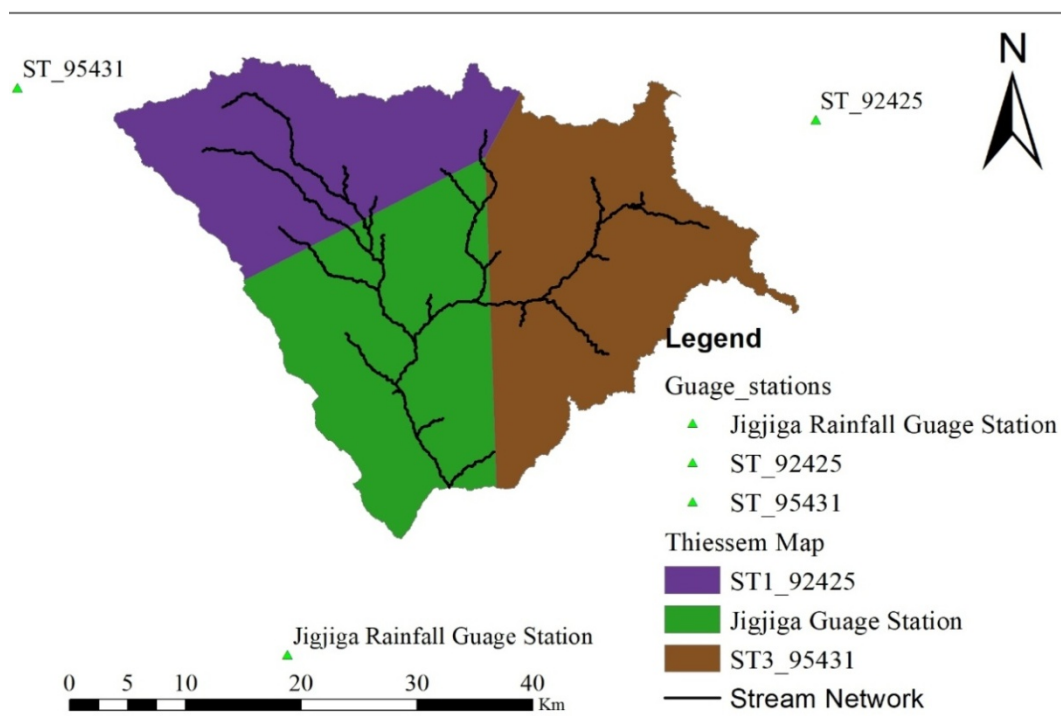 ST_95431
N
ST_92425
Legend
Guage_stations
Jigjiga Rainfall Guage Station
ST_92425
ST_95431
Thiessem Map
ST1_92425
Jigjiga Guage Station
ST3_95431
Stream Network
Jigjiga Rainfall Guage Station
0 5 10 20 30 40
Km